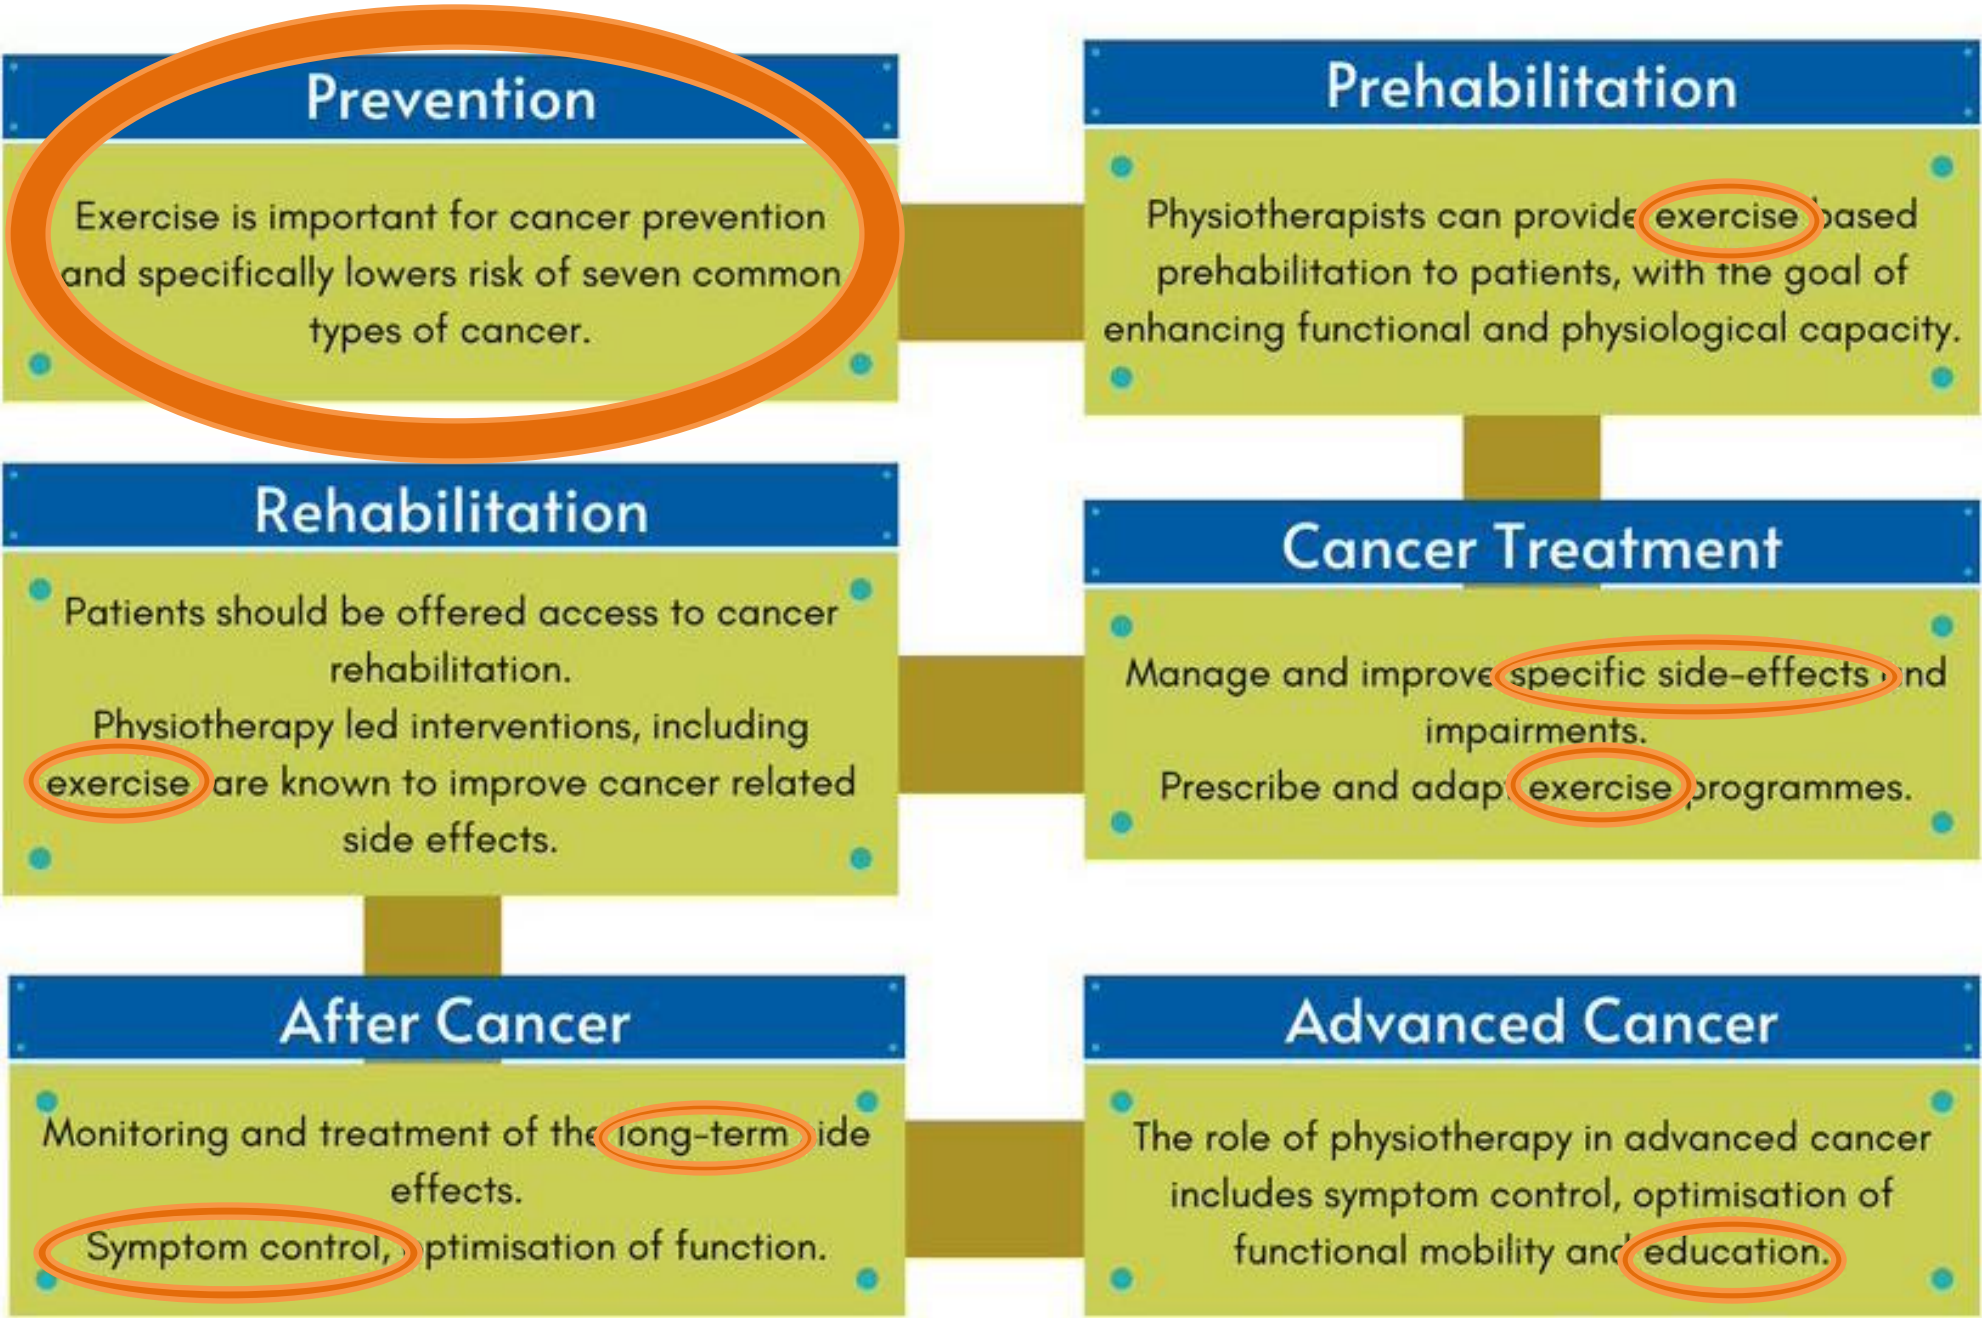 Prevention
Exercise is important for cancer prevention
and specifically lowers risk of seven common
types of cancer.
Prehabilitation
Physiotherapists can provide exercise based
prehabilitation to patients, with the goal of
enhancing functional and physiological capacity.
Rehabilitation
Patients should be offered access to cancer
rehabilitation.
Physiotherapy led interventions, including
exercise are known to improve cancer related
side effects.
Cancer Treatment
Manage and improve specific side-effects and
impairments.
Prescribe and adapt exercise programmes.
After Cancer
Monitoring and treatment of the long-term side
effects.
Symptom control, optimisation of function.
Advanced Cancer
The role of physiotherapy in advanced cancer
includes symptom control, optimisation of
functional mobility and education.